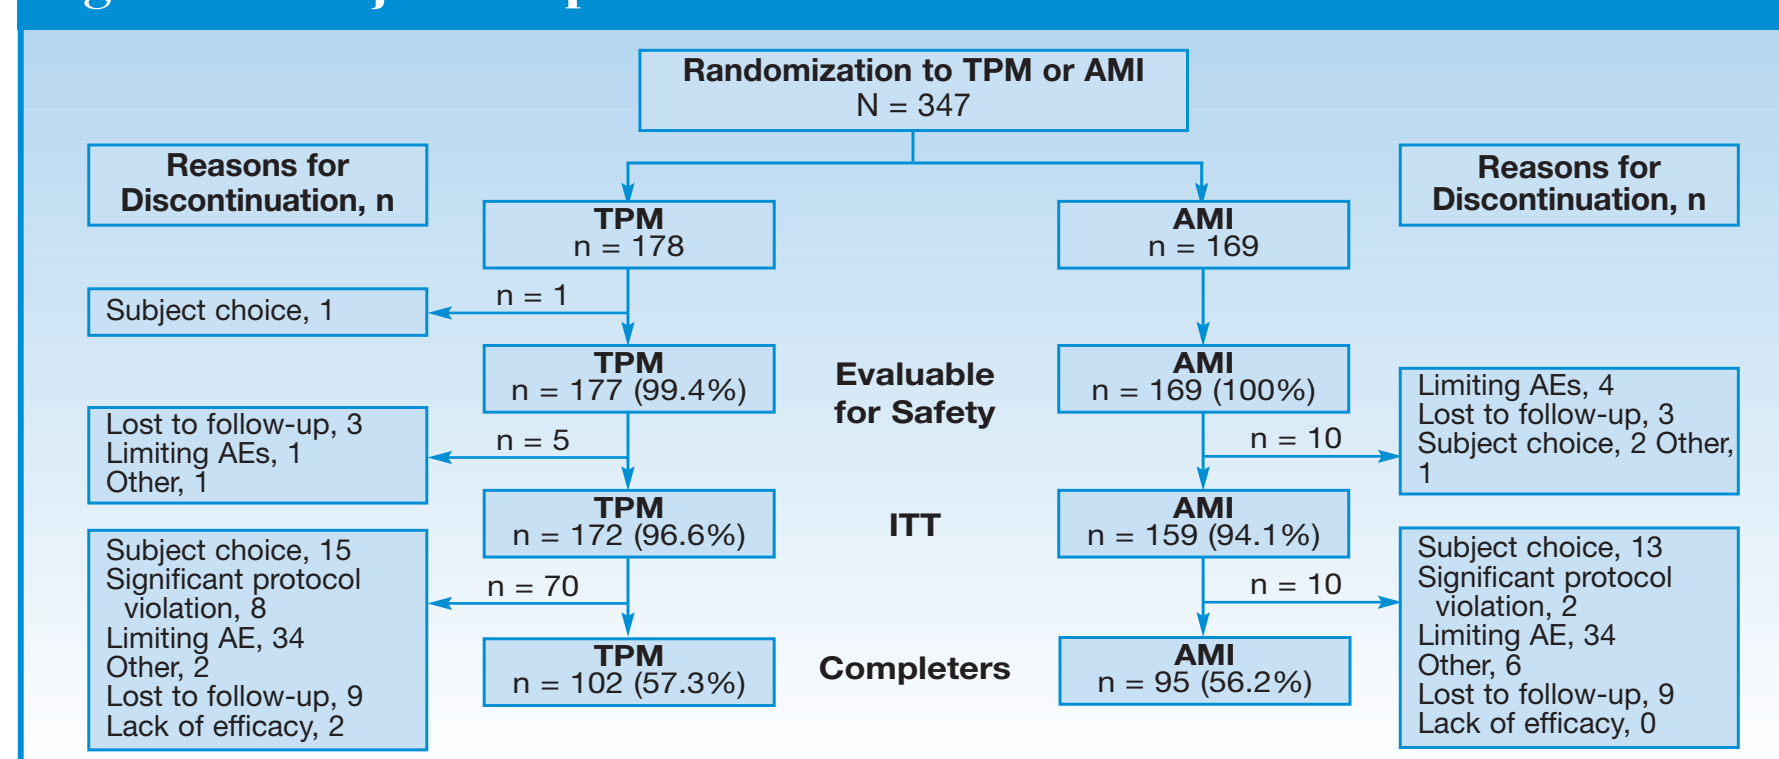 Randomization to TPM or AMI
N = 347
Reasons for
Discontinuation, n
Reasons for
Discontinuation, n
TPM
n = 178
AMI
n = 169
n = 1
Subject choice, 1
TPM
n = 177 (99.4%)
Evaluable
for Safety
AMI
n = 169 (100%)
Lost to follow-up, 3
Limiting AEs, 1
Other, 1
n = 5
n = 10
Limiting AEs, 4
Lost to follow-up, 3
Subject choice, 2 Other,
1
TPM
n = 172 (96.6%)
ITT
AMI
n = 159 (94.1%)
Subject choice, 15
Significant protocol
violation, 8
Limiting AE, 34
Other, 2
Lost to follow-up, 9
Lack of efficacy, 2
n = 70
n = 10
Subject choice, 13
Significant protocol
violation, 2
Limiting AE, 34
Other, 6
Lost to follow-up, 9
Lack of efficacy, 0
TPM
n = 102 (57.3%)
Completers
AMI
n = 95 (56.2%)